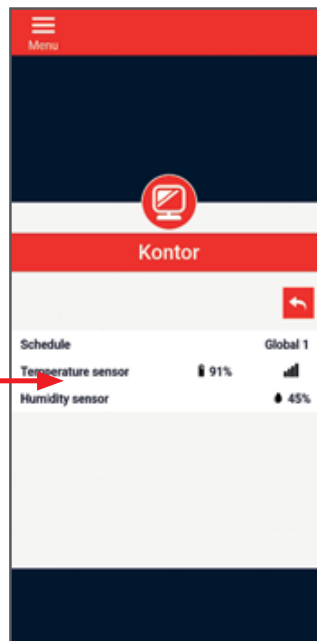 Menu
Kontor
Schedule Global 1
Temperature sensor 91%
Humidity sensor 45%